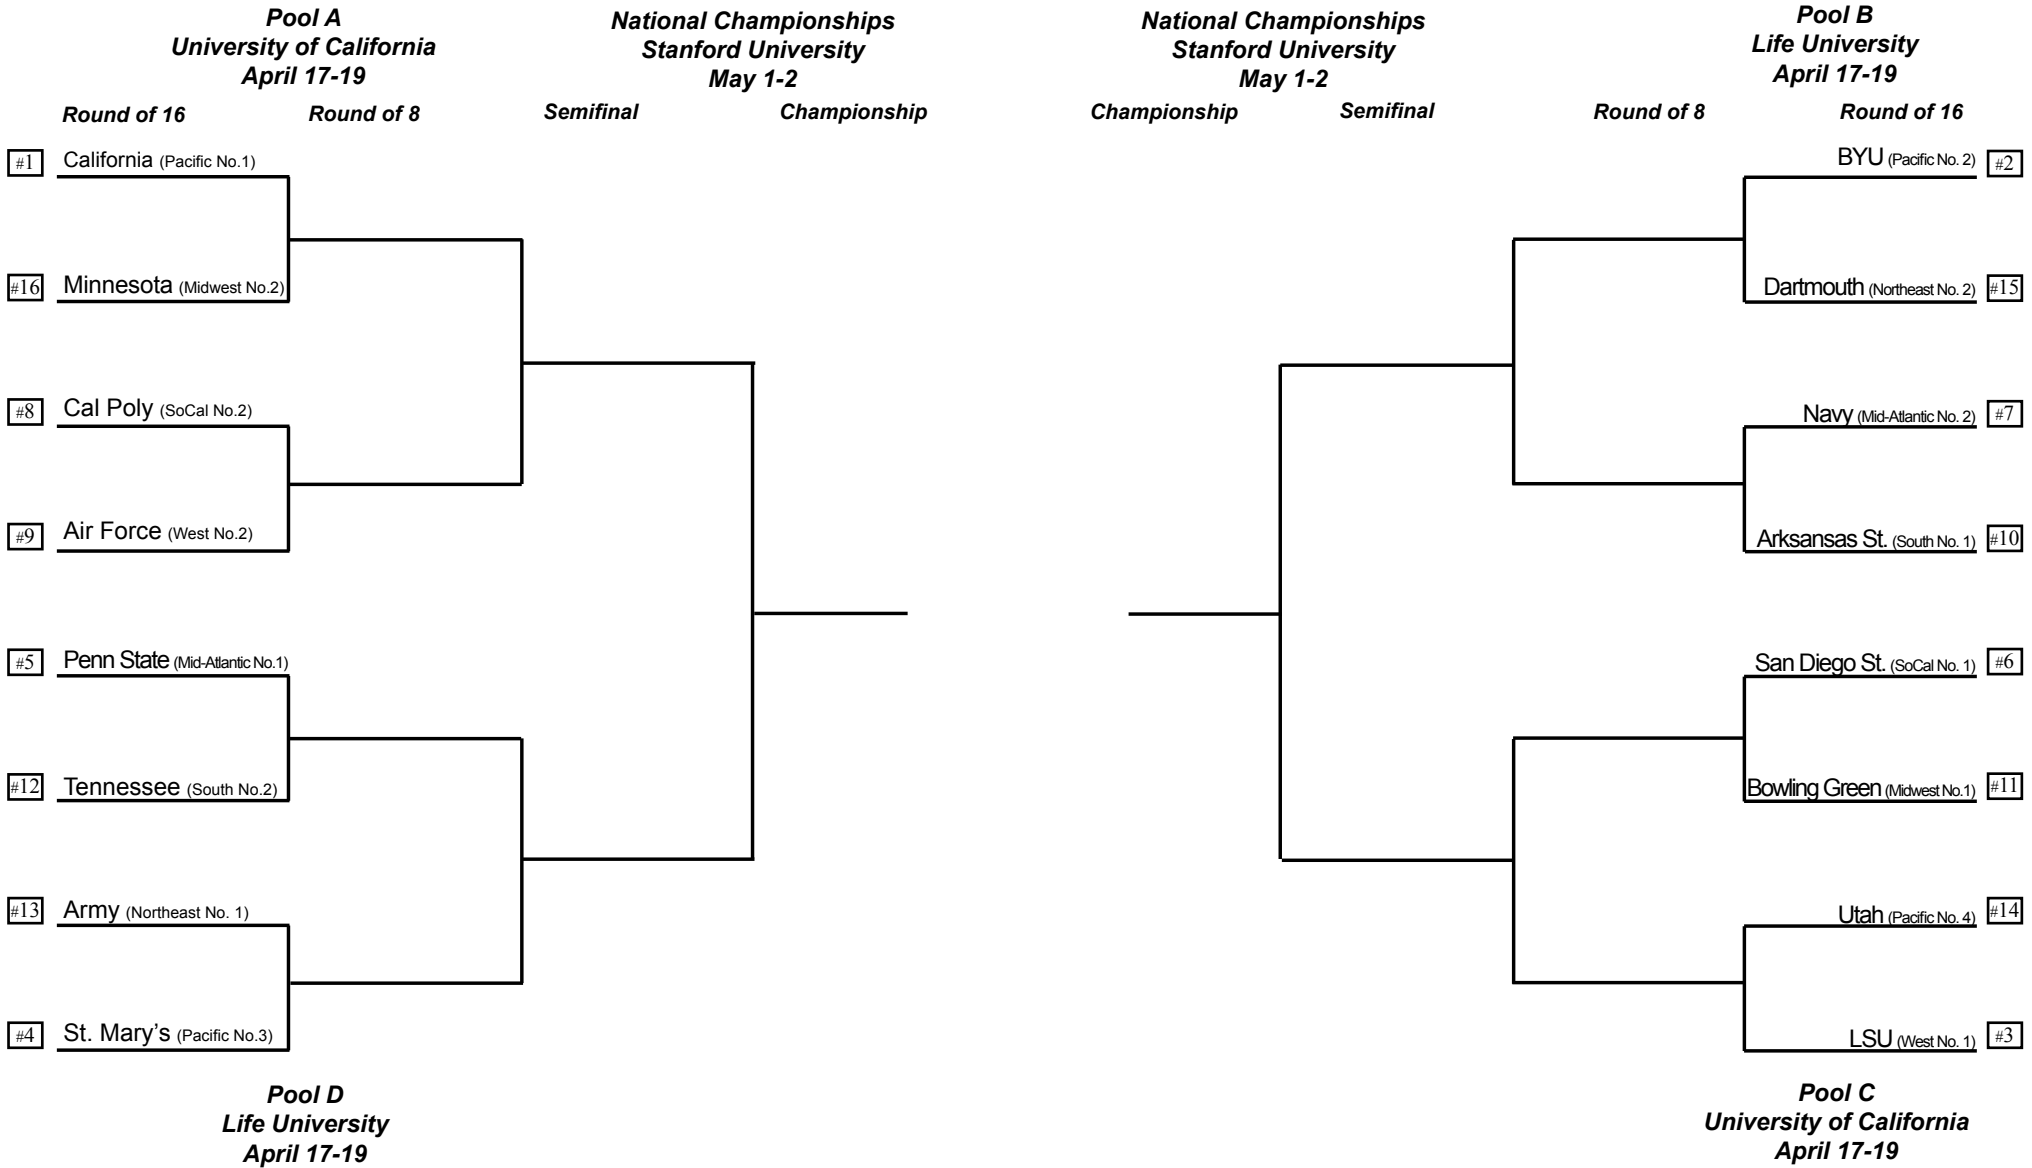 Pool A
University of California
April 17-19
National Championships
Stanford University
May 1-2
National Championships
Stanford University
May 1-2
Pool B
Life University
April 17-19
Round of 16
Round of 8
Semifinal
Championship
Championship
Semifinal
Round of 8
Round of 16
#1 California (Pacific No.1)
#16 Minnesota (Midwest No.2)
#8 Cal Poly (SoCal No.2)
#9 Air Force (West No.2)
#5 Penn State (Mid-Atlantic No.1)
#12 Tennessee (South No.2)
#13 Army (Northeast No. 1)
#4 St. Mary’s (Pacific No.3)
Pool D
Life University
April 17-19
BYU (Pacific No. 2) #2
Dartmouth (Northeast No. 2) #15
Navy (Mid-Atlantic No. 2) #7
Arksansas St. (South No. 1) #10
San Diego St. (SoCal No. 1) #6
Bowling Green (Midwest No.1) #11
Utah (Pacific No. 4) #14
LSU (West No. 1) #3
Pool C
University of California
April 17-19